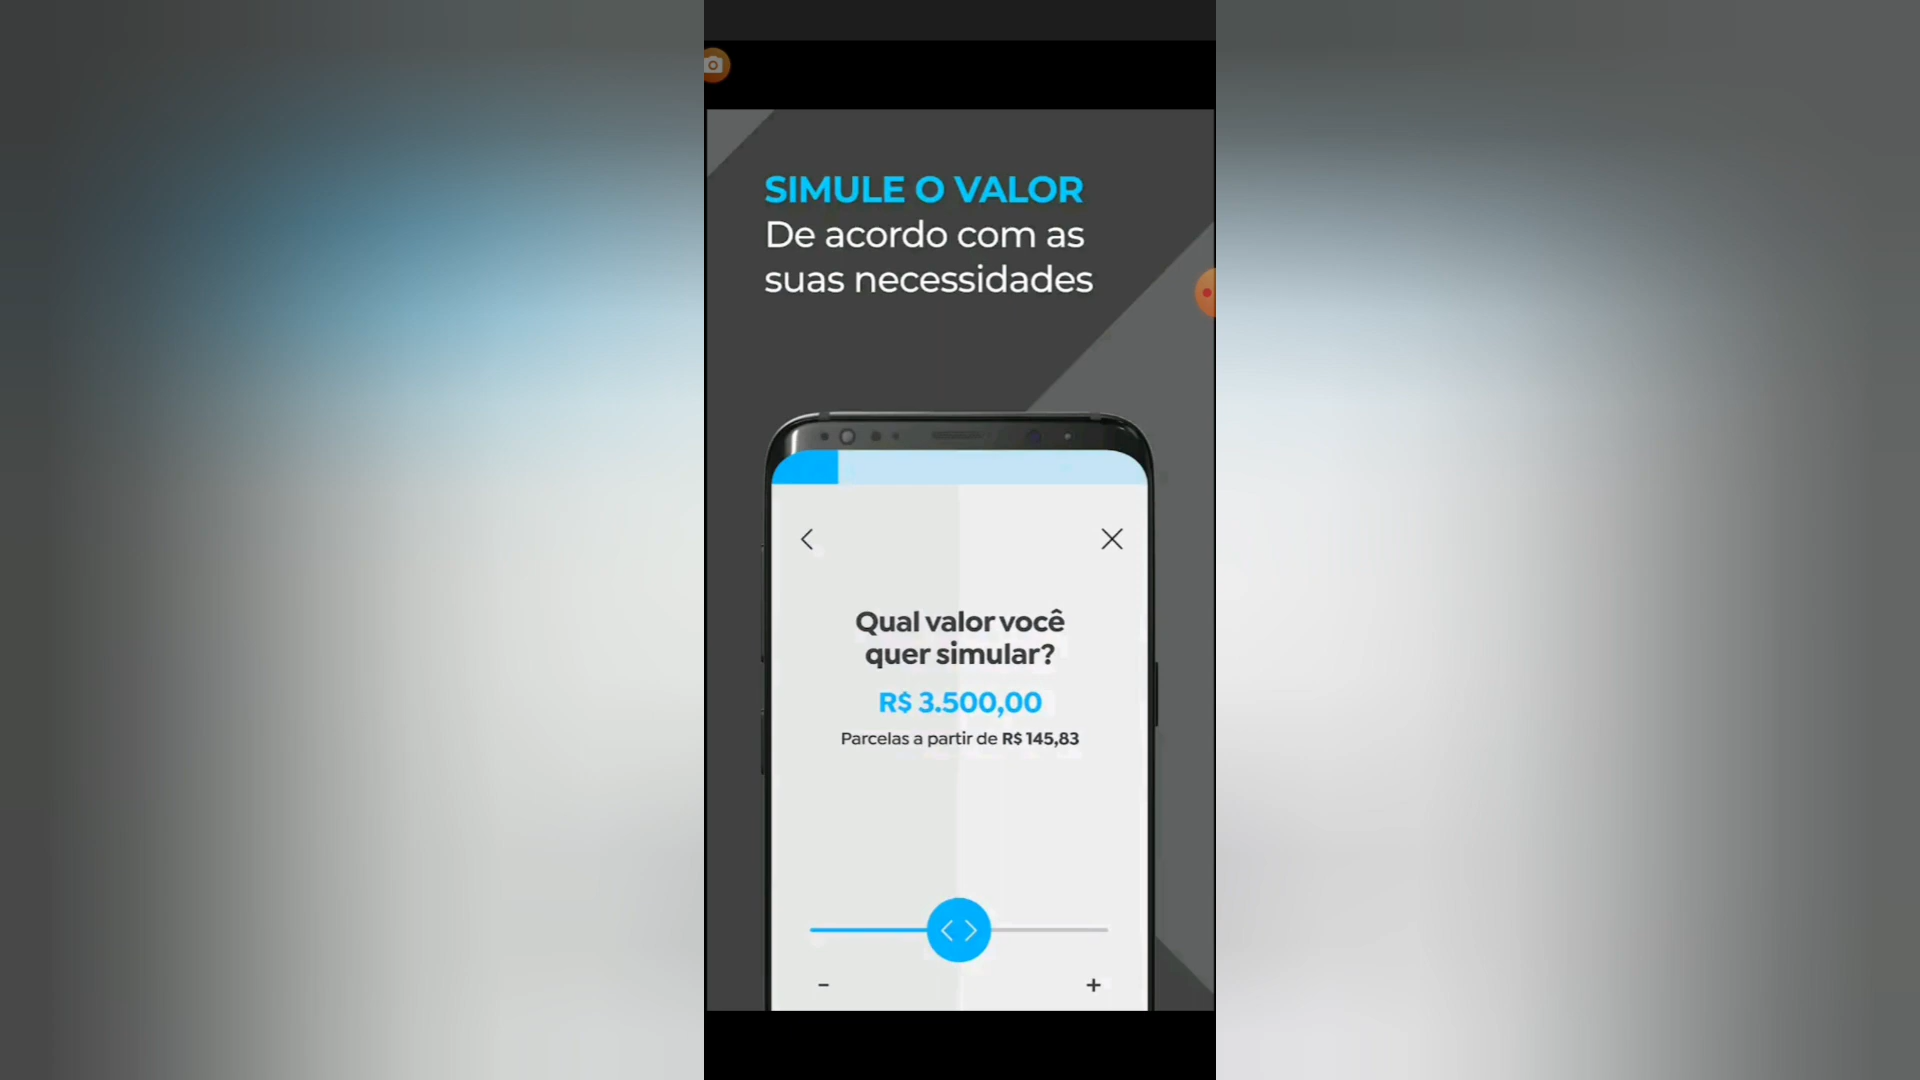 SIMULE O VALOR
De acordo com as
suas necessidades
Qual valor você
quer simular?
R$ 3.500,00
Parcelas a partir de R$ 145,83
- +